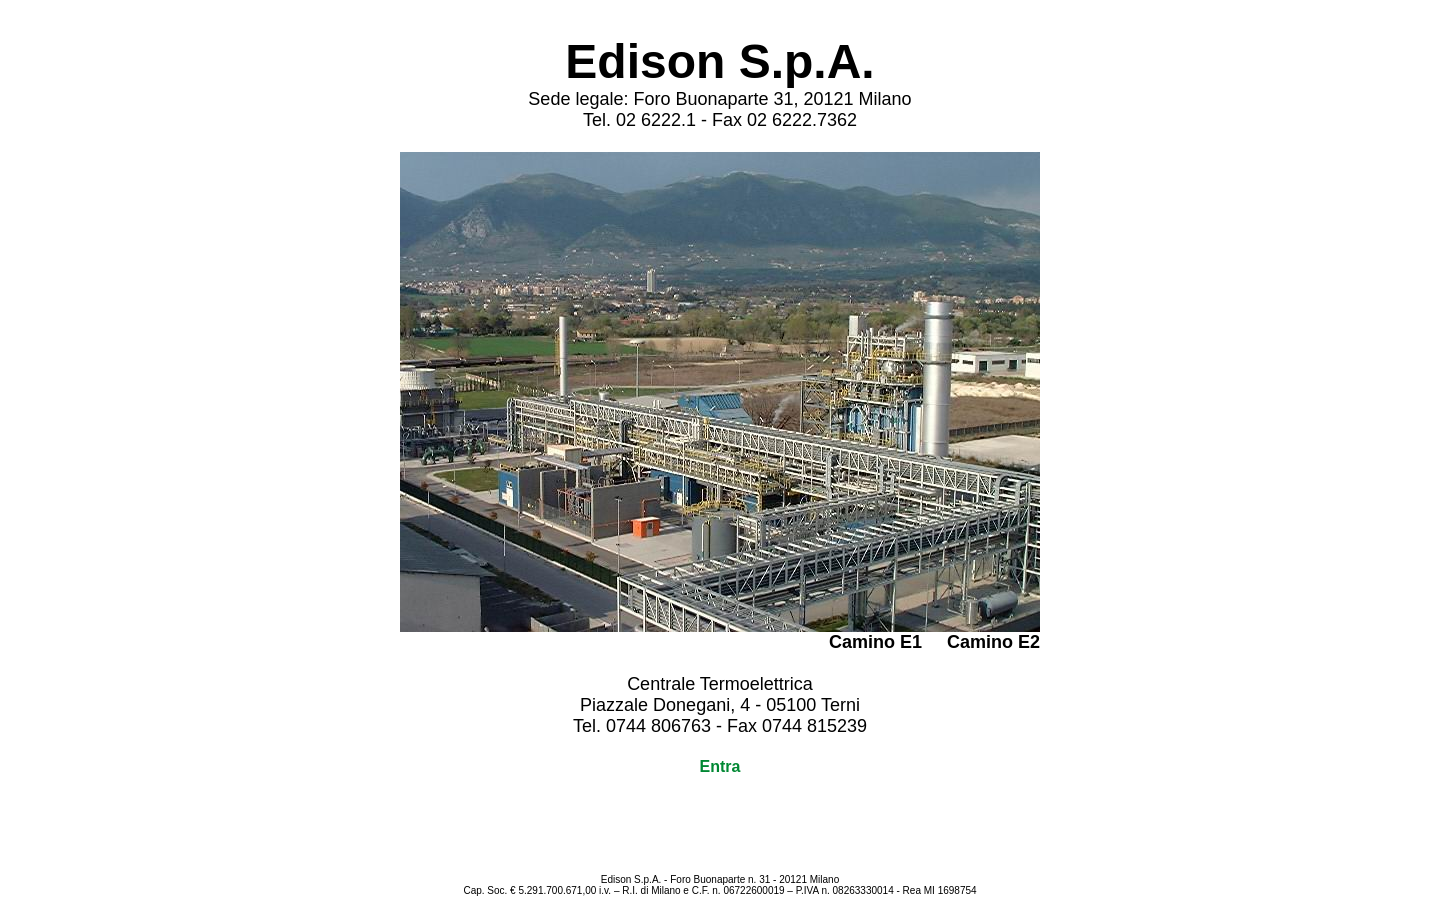 Edison S.p.A.
Sede legale: Foro Buonaparte 31, 20121 Milano
Tel. 02 6222.1 - Fax 02 6222.7362
Camino E1 Camino E2
Centrale Termoelettrica
Piazzale Donegani, 4 - 05100 Terni
Tel. 0744 806763 - Fax 0744 815239
Entra
Edison S.p.A. - Foro Buonaparte n. 31 - 20121 Milano
Cap. Soc. € 5.291.700.671,00 i.v. – R.I. di Milano e C.F. n. 06722600019 – P.IVA n. 08263330014 - Rea MI 1698754